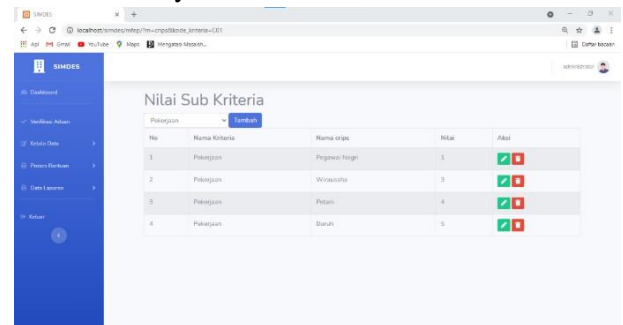 SIMDES
localhost/simdes/mfep/?m=crips&kode_kriteria=C01
Api Gmail YouTube Maps Mengatasi Masalah... Daftar bacaan
SIMDES
administrator
Dashboard
Nilai Sub Kriteria
Pekerjaan Tambah
Verifikasi Aduan
No Nama Kriteria Nama crips Nilai Aksi
Kelola Data
1 Pekerjaan Pegawai Negri 1
Proses Bantuan
2 Pekerjaan Wirausaha 3
Data Laporan
3 Pekerjaan Petani 4
Keluar
4 Pekerjaan Buruh 5